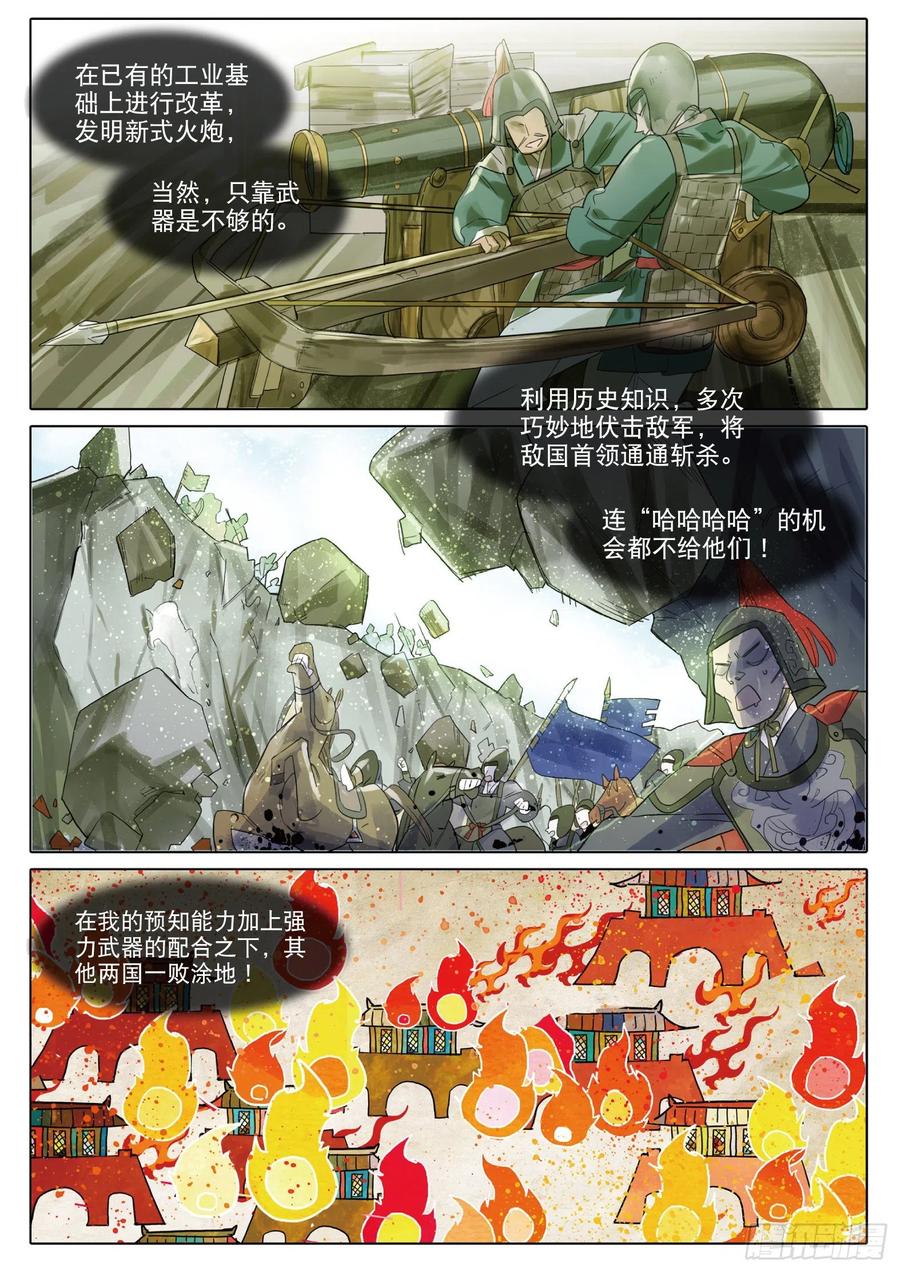 在已有的工业基
础上进行改革，
发明新式火炮，
当然，只靠武
器是不够的。
利用历史知识，多次
巧妙地伏击敌军，将
敌国首领通通斩杀。
连“哈哈哈哈”的机
会都不给他们！
在我的预知能力加上强
力武器的配合之下，其
他两国一败涂地！
腾讯动漫